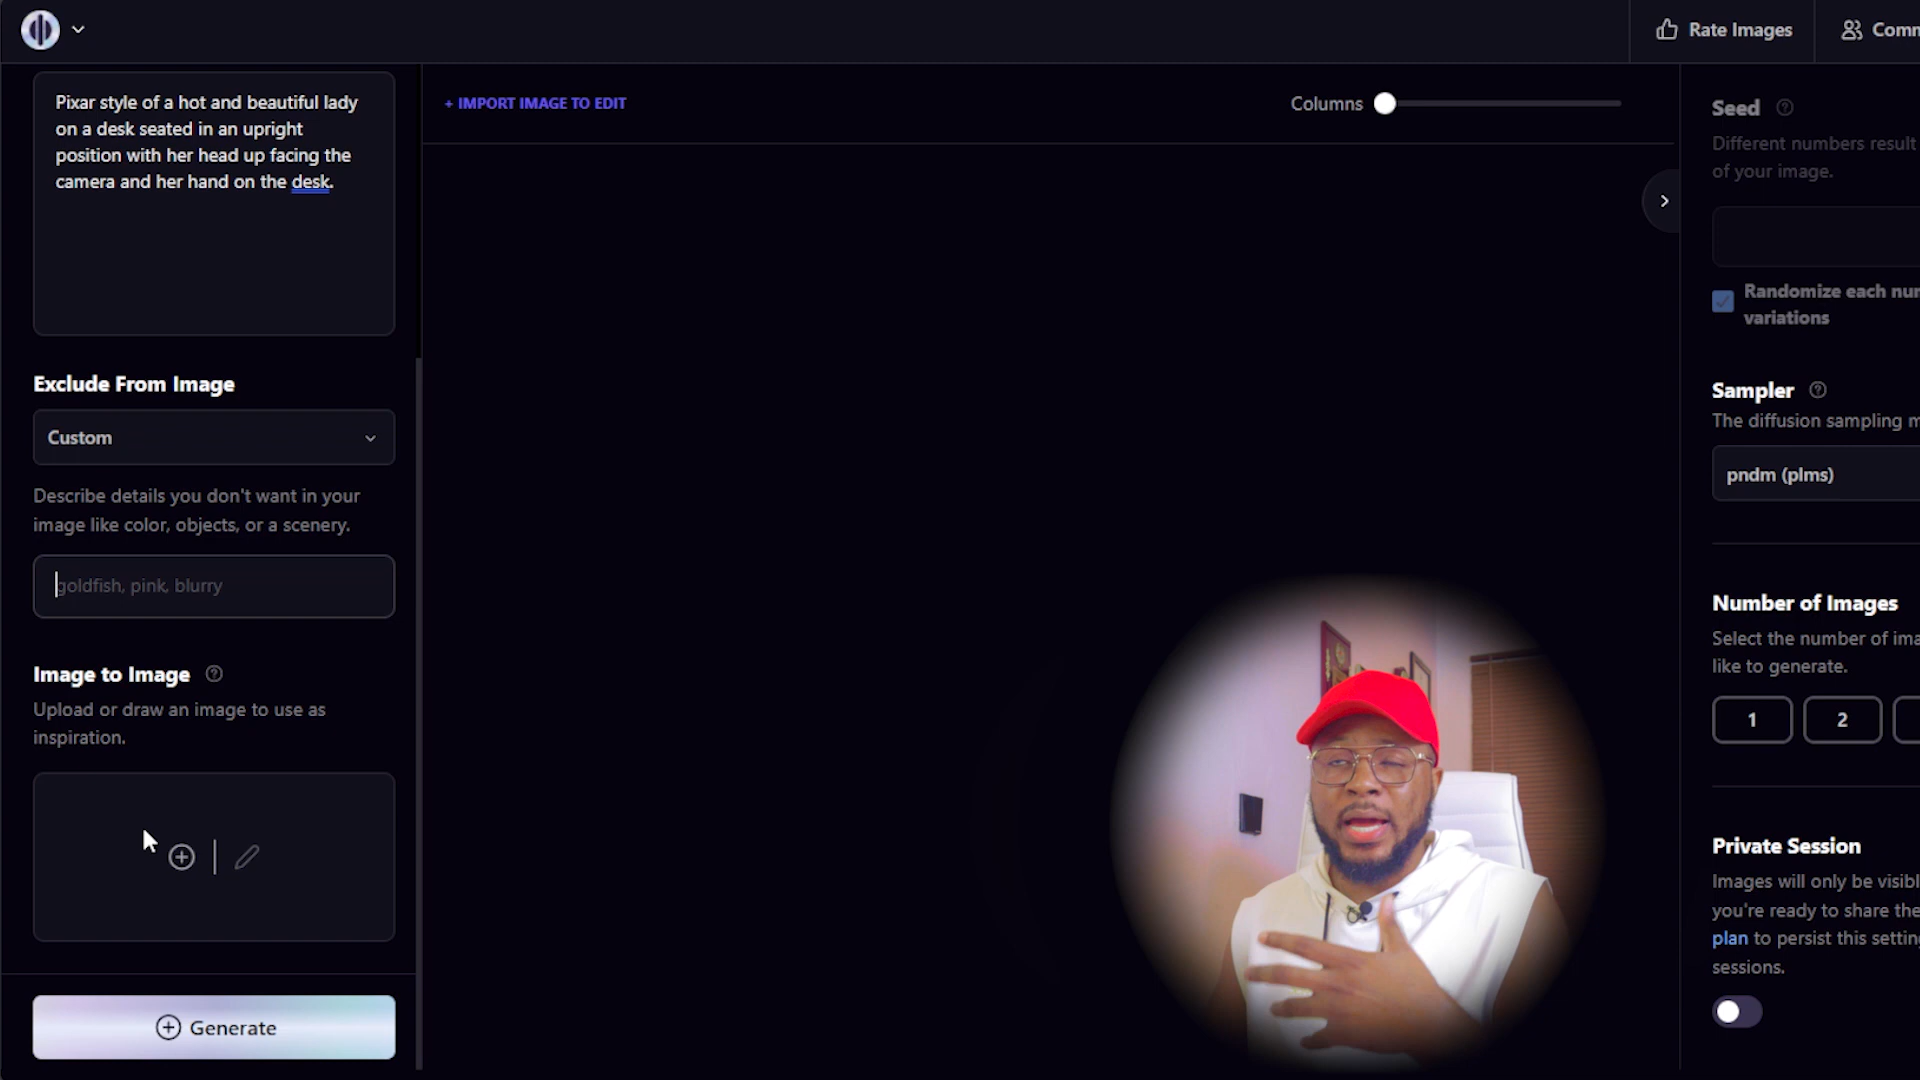 Rate Images
Comm
Pixar style of a hot and beautiful lady
on a desk seated in an upright
position with her head up facing the
camera and her hand on the desk.
Exclude From Image
Custom
Describe details you don't want in your
image like color, objects, or a scenery.
goldfish, pink, blurry
Image to Image
Upload or draw an image to use as
inspiration.
Generate
+ IMPORT IMAGE TO EDIT
Columns
Seed
Different numbers result
of your image.
Randomize each num
variations
Sampler
The diffusion sampling m
pndm (plms)
Number of Images
Select the number of ima
like to generate.
1
2
Private Session
Images will only be visibl
you're ready to share the
plan to persist this setting
sessions.